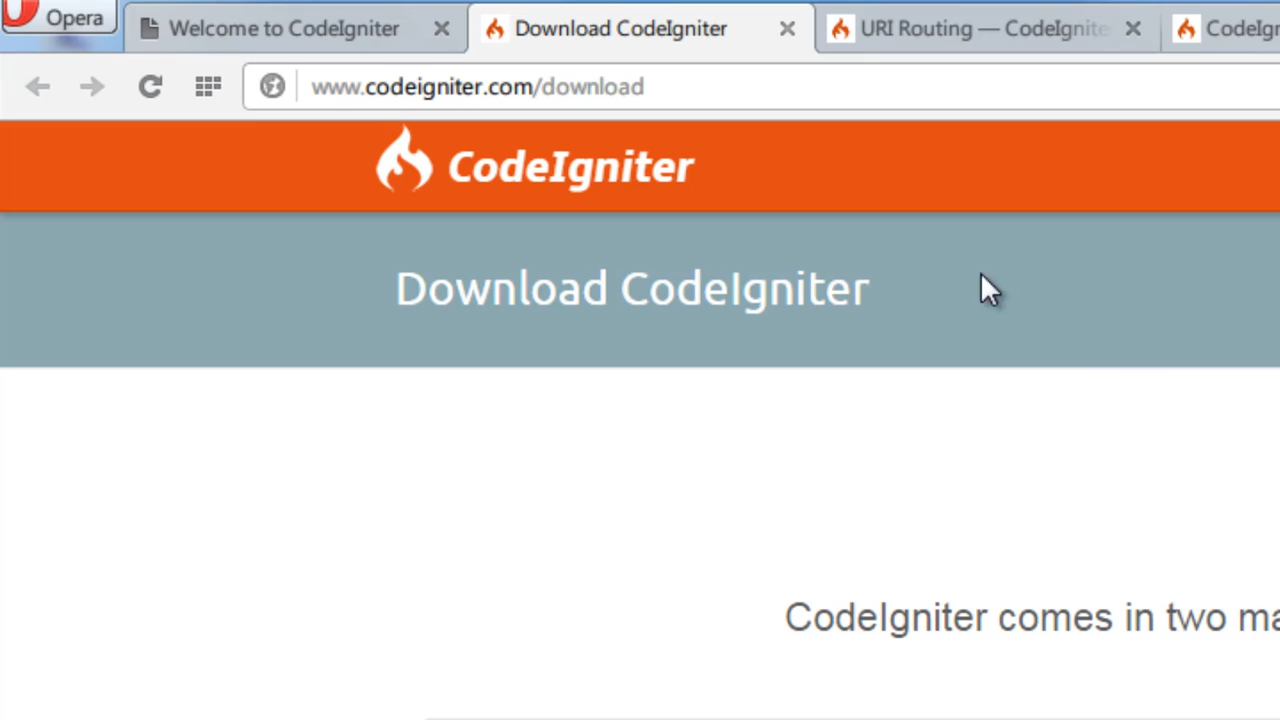 Opera
Welcome to CodeIgniter
Download CodeIgniter
URI Routing — CodeIgnite
CodeIgn
www.codeigniter.com/download
CodeIgniter
Download CodeIgniter
CodeIgniter comes in two ma